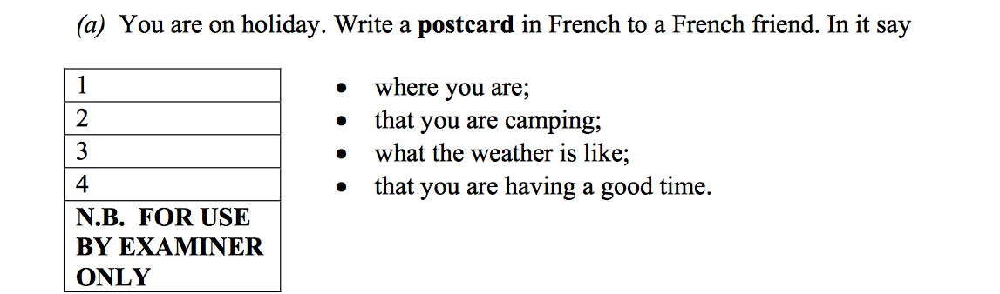 (a) You are on holiday. Write a postcard in French to a French friend. In it say
1
2
3
4
N.B. FOR USE
BY EXAMINER
ONLY
• where you are;
• that you are camping;
• what the weather is like;
• that you are having a good time.